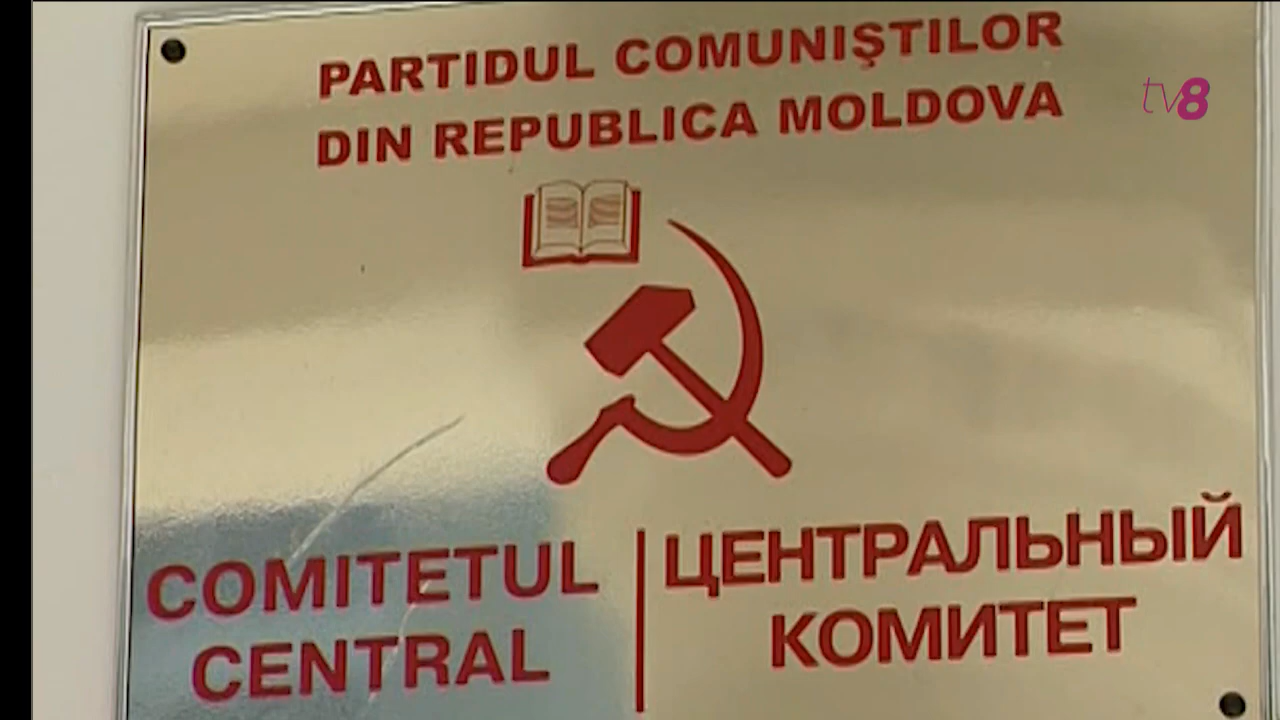 PARTIDUL COMUNIŞTILOR
DIN REPUBLICA MOLDOVA
tv8
COMITETUL
CENTRAL
ЦЕНТРАЛЬНЫЙ
КОМИТЕТ